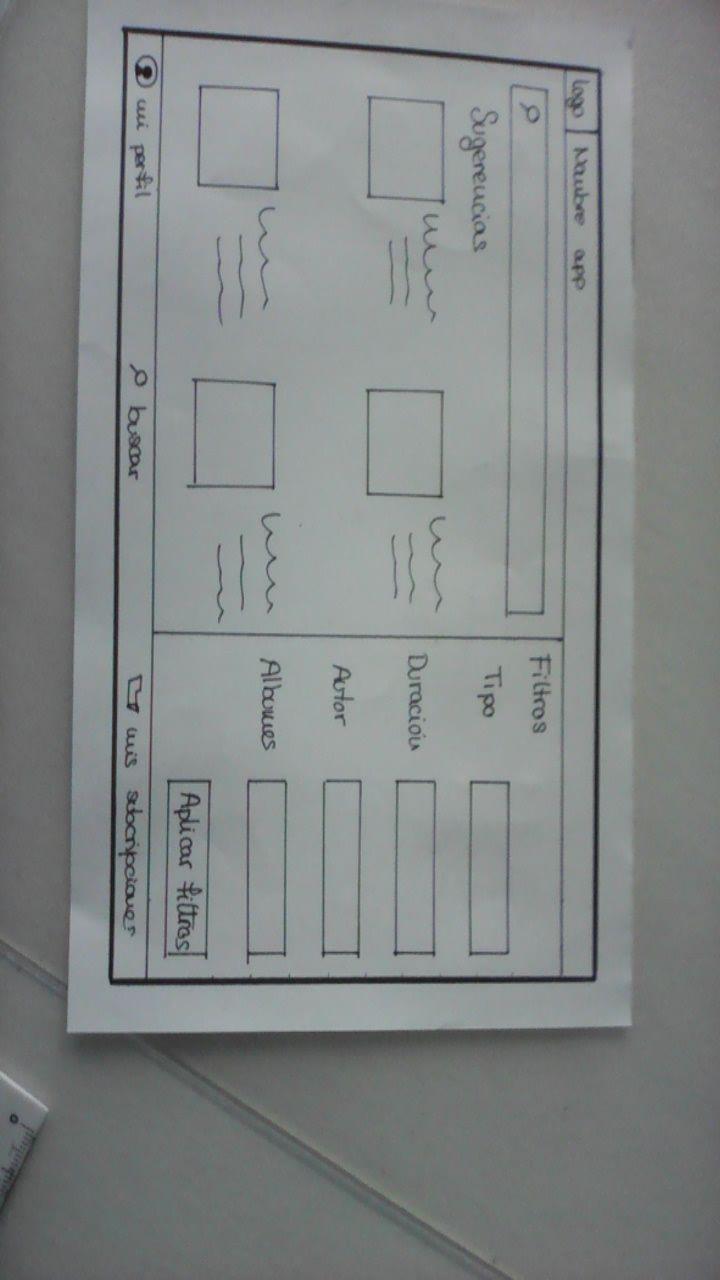 Logo Nombre app
Sugerencias
Filtros
Tipo
Duración
Autor
Albumes
Aplicar filtros
mi perfil
buscar
mis subscripciones